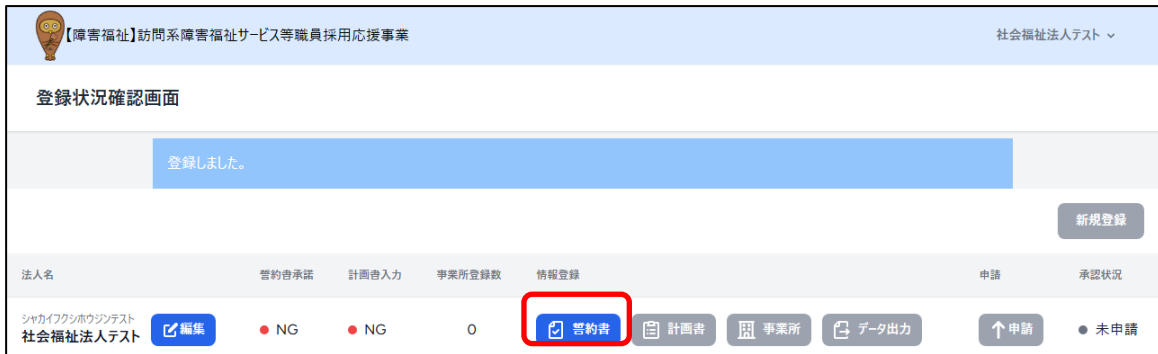 【障害福祉】訪問系障害福祉サービス等職員採用応援事業
社会福祉法人テスト
登録状況確認画面
登録しました。
新規登録
法人名 誓約書承諾 計画書入力 事業所登録数 情報登録 申請 承認状況
シャカイフクシホウジンテスト
社会福祉法人テスト 編集 NG NG 0 誓約書 計画書 事業所 データ出力 申請 未申請